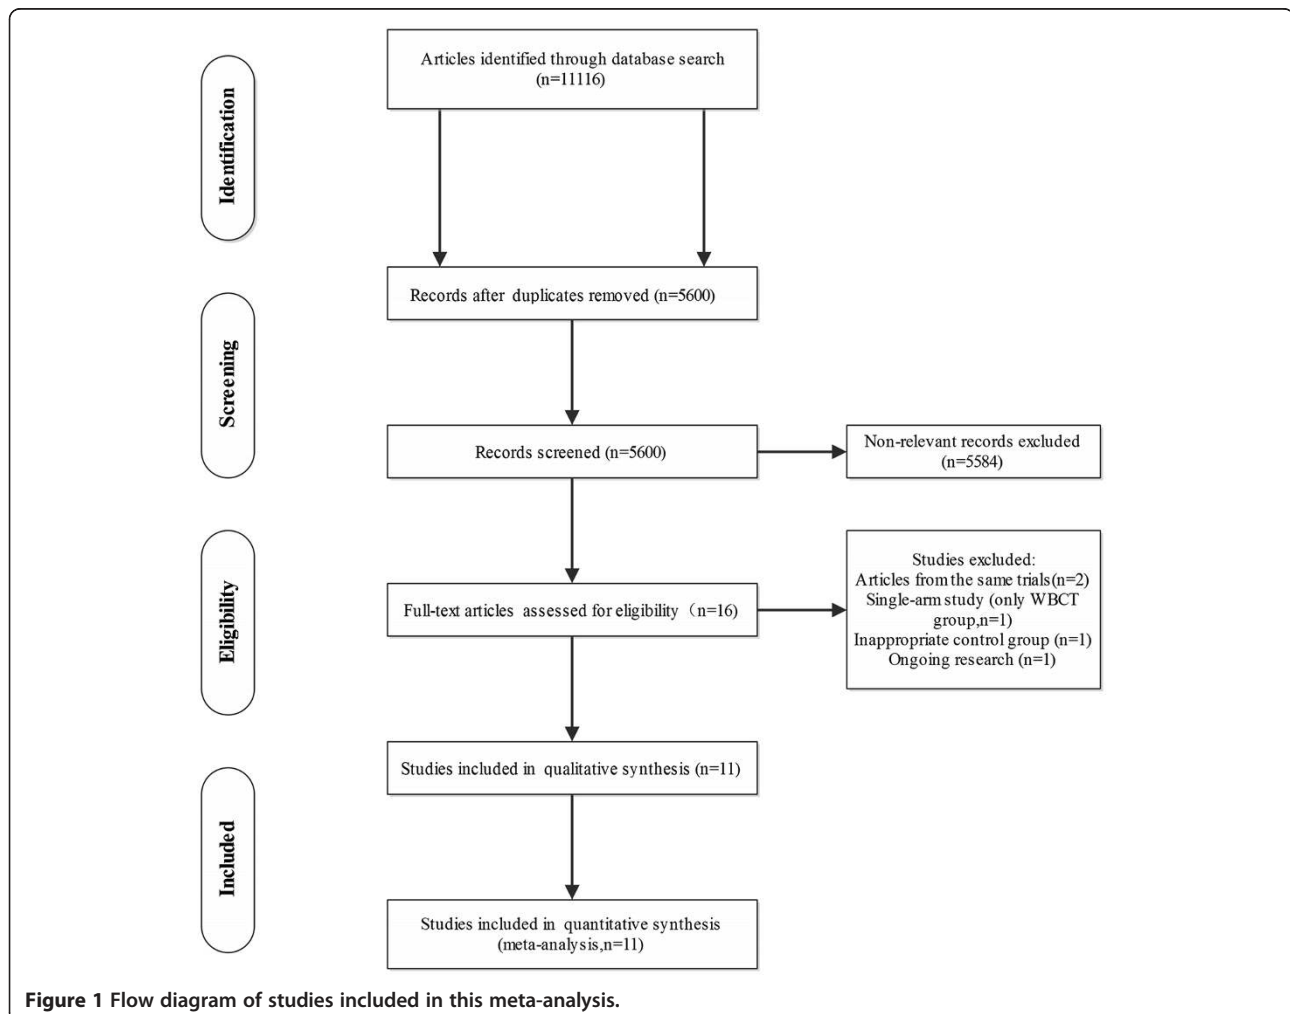 Identification
Articles identified through database search
(n=11116)
Records after duplicates removed (n=5600)
Screening
Records screened (n=5600)
Non-relevant records excluded
(n=5584)
Eligibility
Full-text articles assessed for eligibility（n=16)
Studies excluded:
Articles from the same trials(n=2)
Single-arm study (only WBCT
group,n=1)
Inappropriate control group (n=1)
Ongoing research (n=1)
Studies included in qualitative synthesis (n=11)
Included
Studies included in quantitative synthesis
(meta-analysis,n=11)
Figure 1 Flow diagram of studies included in this meta-analysis.